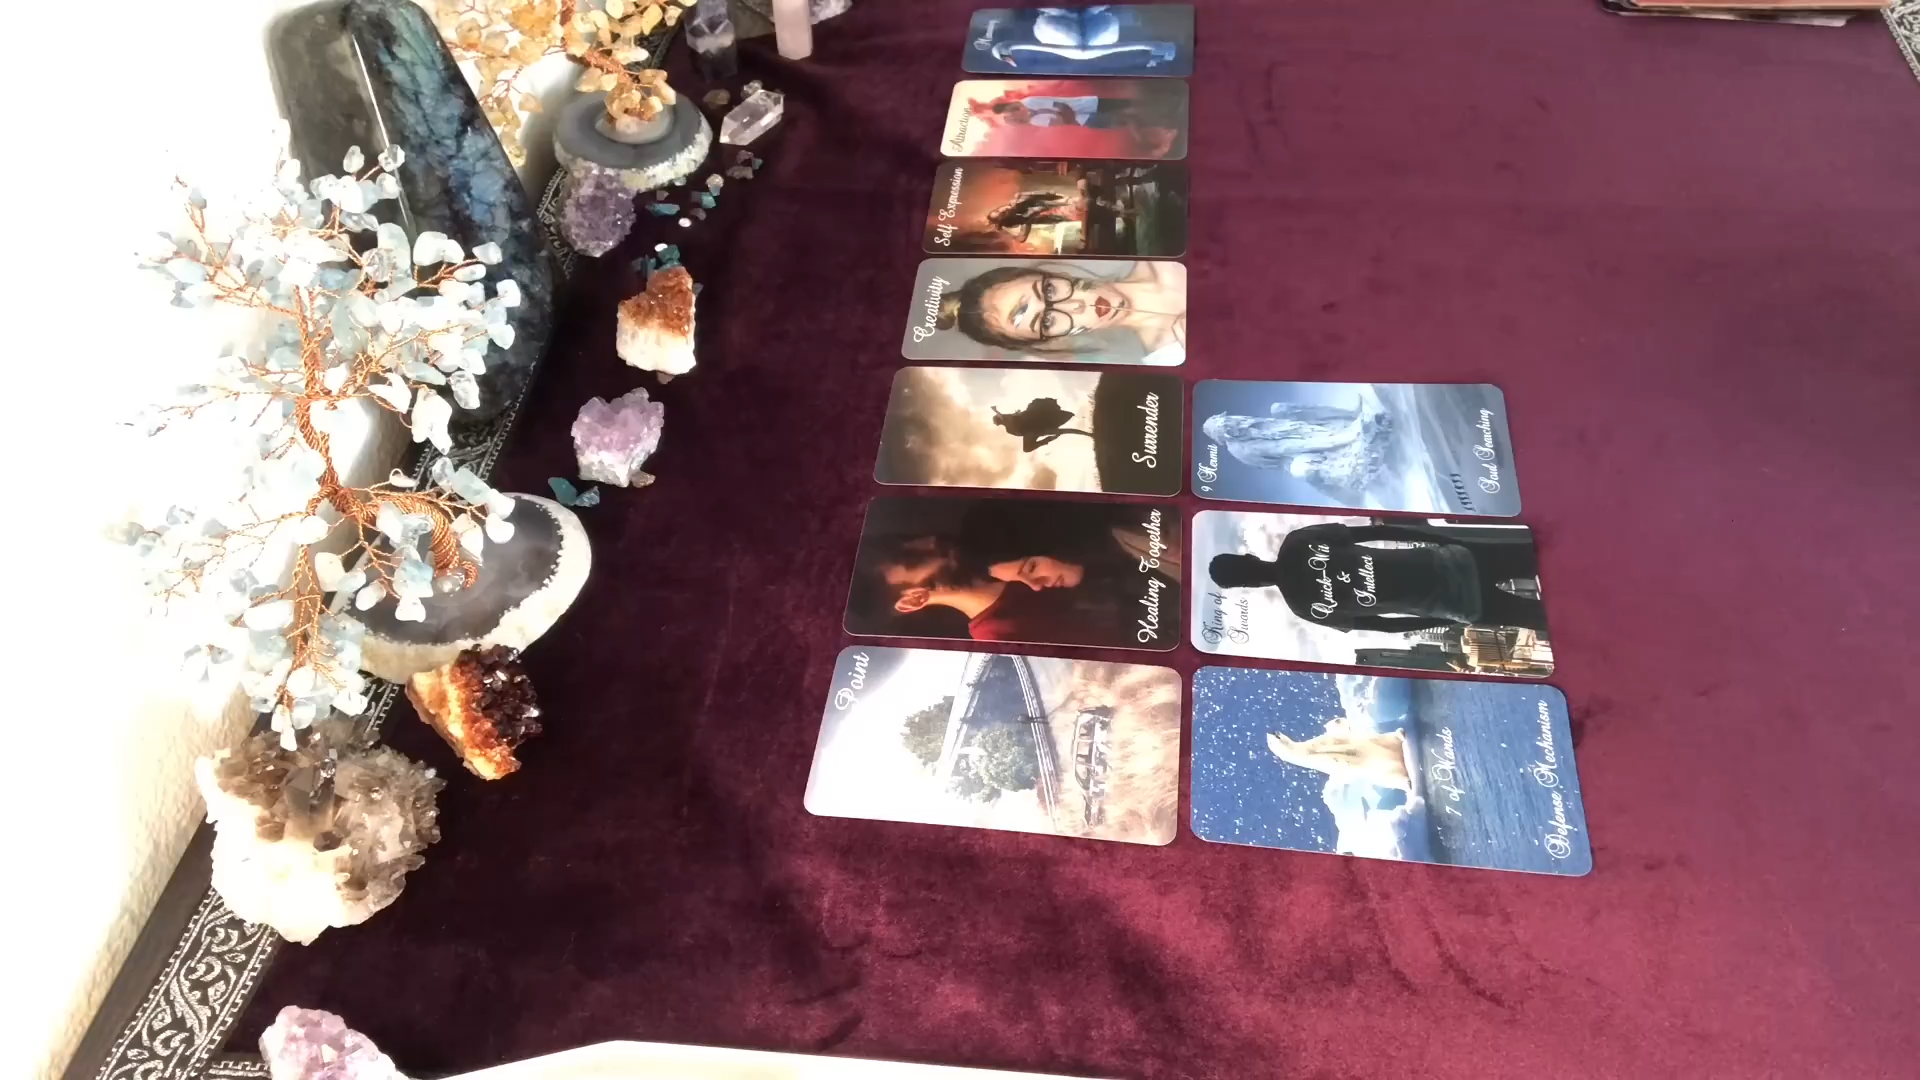 Harmony
Attraction
Self Expression
Creativity
Surrender
9 Hermit
Soul Searching
Healing Together
King of
Swords
Quick-Wit
&
Intellect
Point
7 of Wands
Defense Mechanism